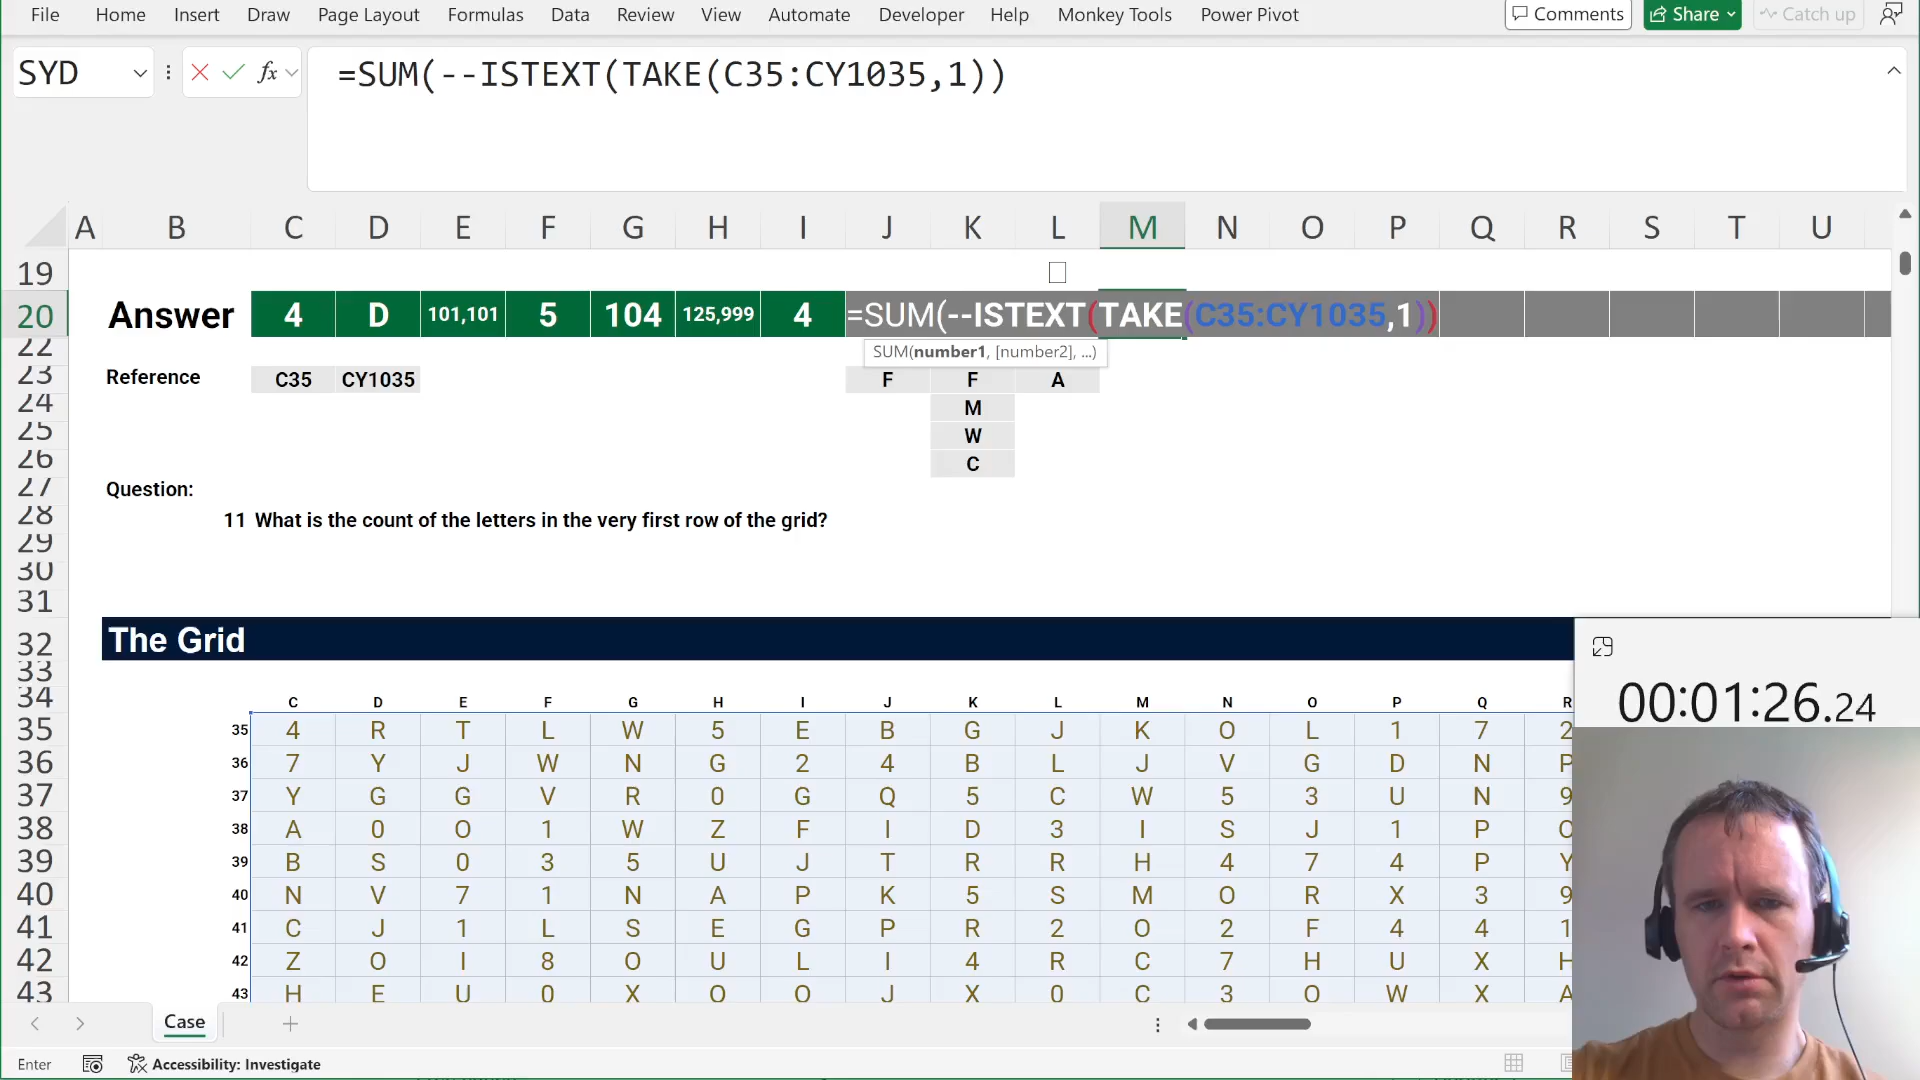 File Home Insert Draw Page Layout Formulas Data Review View Automate Developer Help Monkey Tools Power Pivot Comments Share Catch up
SYD fx =SUM(--ISTEXT(TAKE(C35:CY1035,1))
A B C D E F G H I J K L M N O P Q R S T U
19
20 Answer 4 D 101,101 5 104 125,999 4 =SUM(--ISTEXT(TAKE(C35:CY1035,1))
22 SUM(number1, [number2], ...)
23 Reference C35 CY1035 F F A
24 M
25 W
26 C
27 Question:
28 11 What is the count of the letters in the very first row of the grid?
29
30
31
32 The Grid
33
34 C D E F G H I J K L M N O P Q R
00:01:26.24
35 35 4 R T L W 5 E B G J K O L 1 7 2
36 36 7 Y J W N G 2 4 B L J V G D N P
37 37 Y G G V R 0 G Q 5 C W 5 3 U N 9
38 38 A 0 O 1 W Z F I D 3 I S J 1 P
39 39 B S 0 3 5 U J T R R H 4 7 4 P Y
40 40 N V 7 1 N A P K 5 S M O R X 3 9
41 41 C J 1 L S E G P R 2 O 2 F 4 4 1
42 42 Z O I 8 O U L I 4 R C 7 H U X H
43 43 H E U 0 X O O J X 0 C 3 O W X A
Case
Enter Accessibility: Investigate